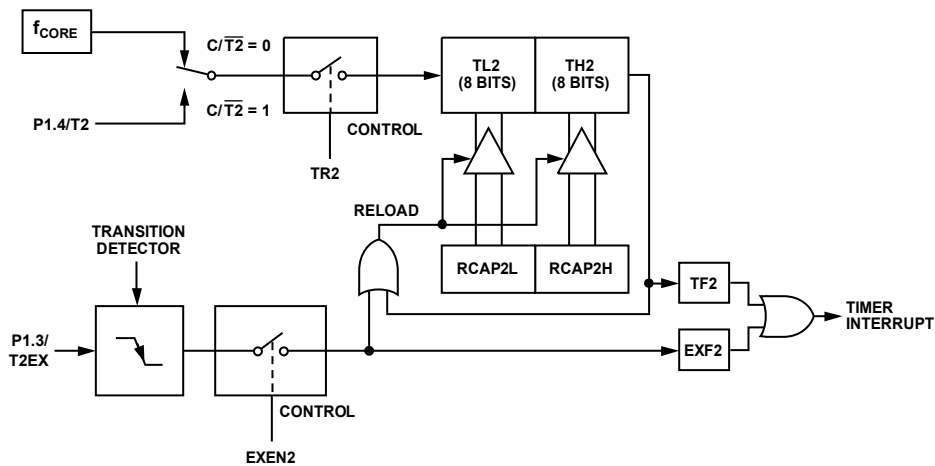 fCORE
C/T2 = 0
C/T2 = 1
P1.4/T2
CONTROL
TR2
TL2
(8 BITS)
TH2
(8 BITS)
RELOAD
TRANSITION
DETECTOR
RCAP2L
RCAP2H
TF2
TIMER
INTERRUPT
P1.3/
T2EX
EXF2
CONTROL
EXEN2